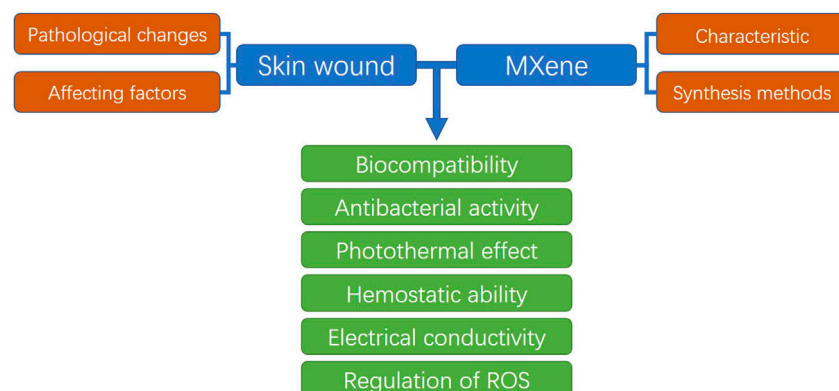 Pathological changes
Affecting factors
Skin wound
MXene
Characteristic
Synthesis methods
Biocompatibility
Antibacterial activity
Photothermal effect
Hemostatic ability
Electrical conductivity
Regulation of ROS